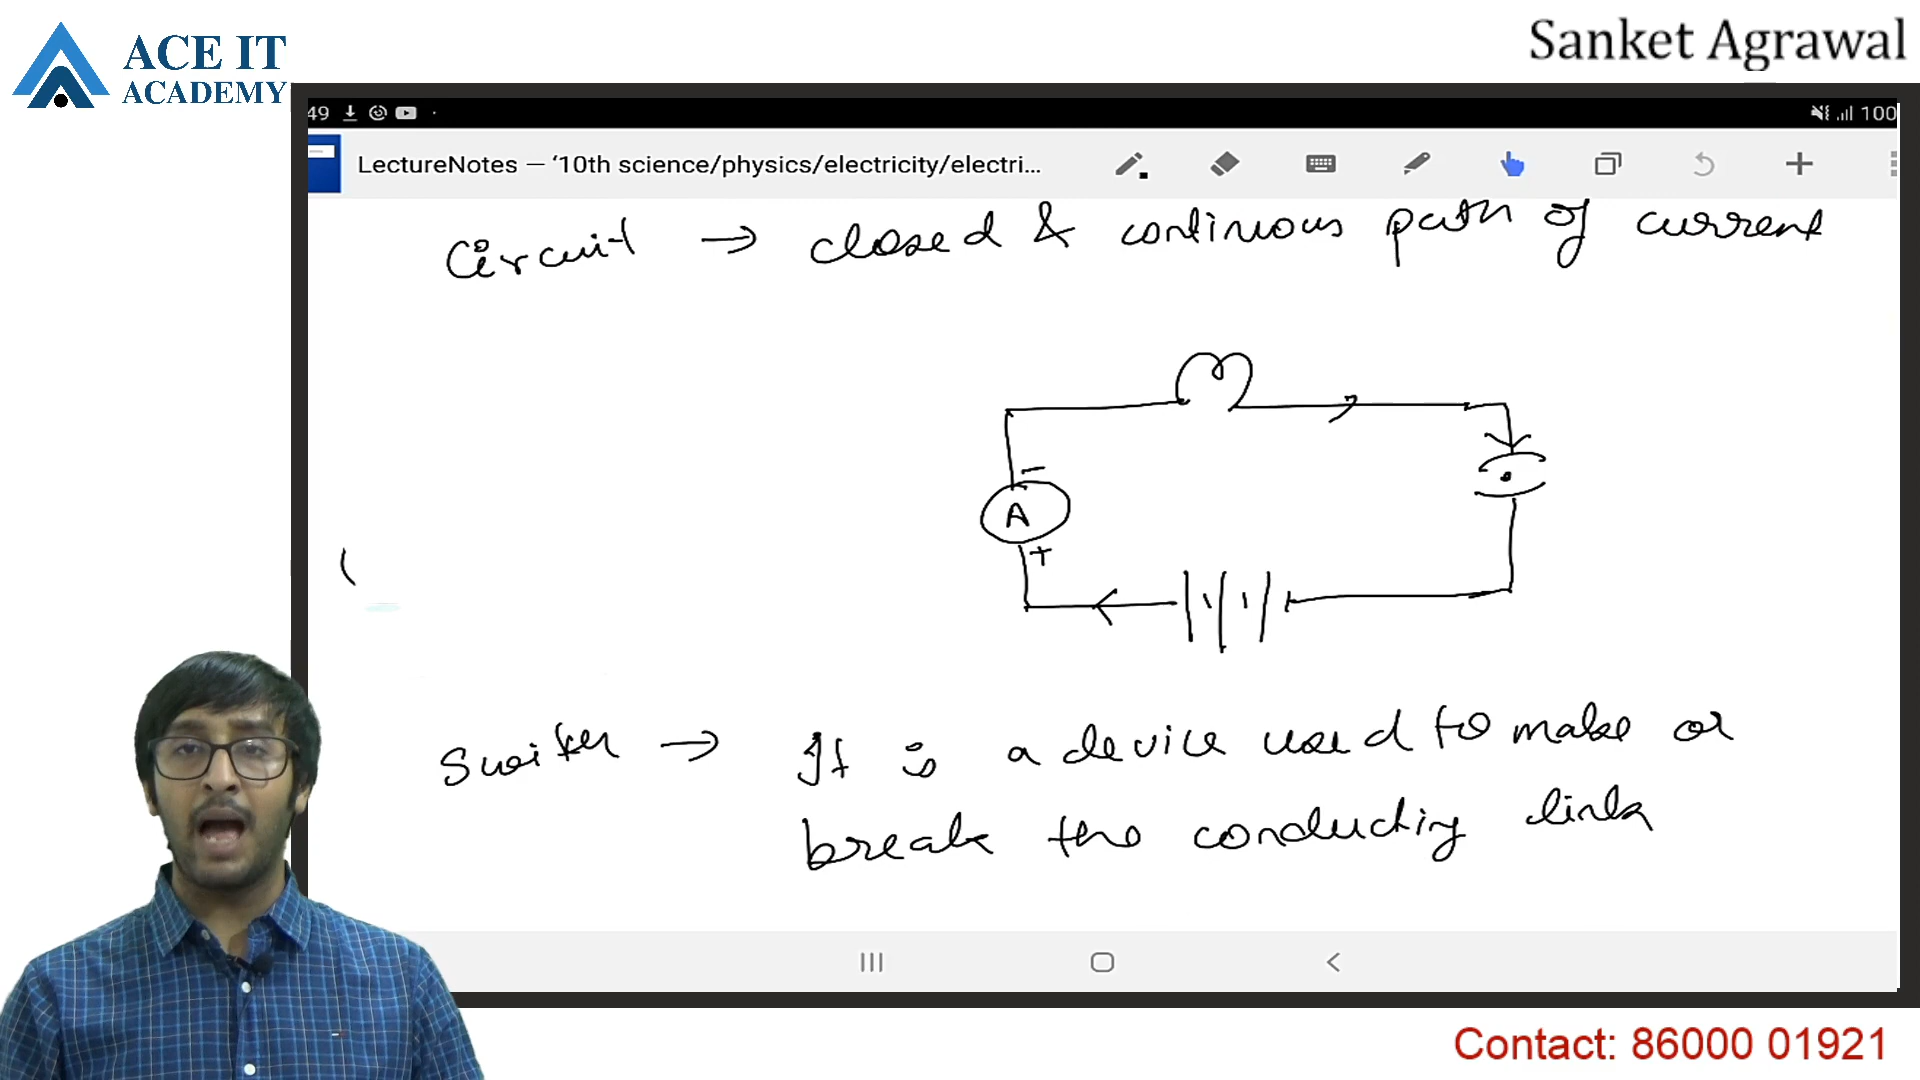 ACE IT
ACADEMY
Sanket Agrawal
49
100
LectureNotes — ‘10th science/physics/electricity/electri...
Circuit → closed & continuous path of current
−
A
+
Switch → It is a device used to make or
break the conducting link
Contact: 86000 01921